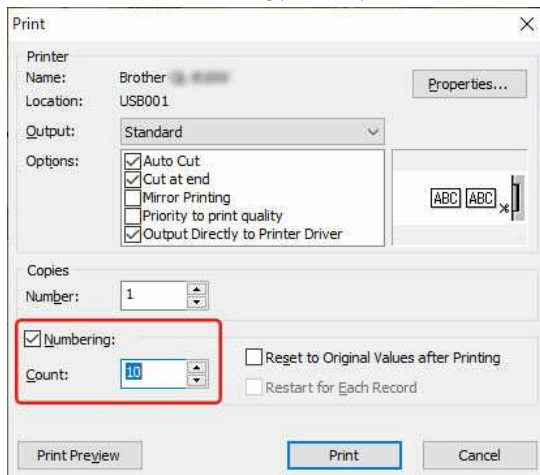 Print
Printer
Name: Brother
Properties...
Location: USB001
Output: Standard
Options:
Auto Cut
Cut at end
Mirror Printing
Priority to print quality
Output Directly to Printer Driver
ABC ABC
Copies
Number: 1
Numbering:
Count: 10
Reset to Original Values after Printing
Restart for Each Record
Print Preview Print Cancel